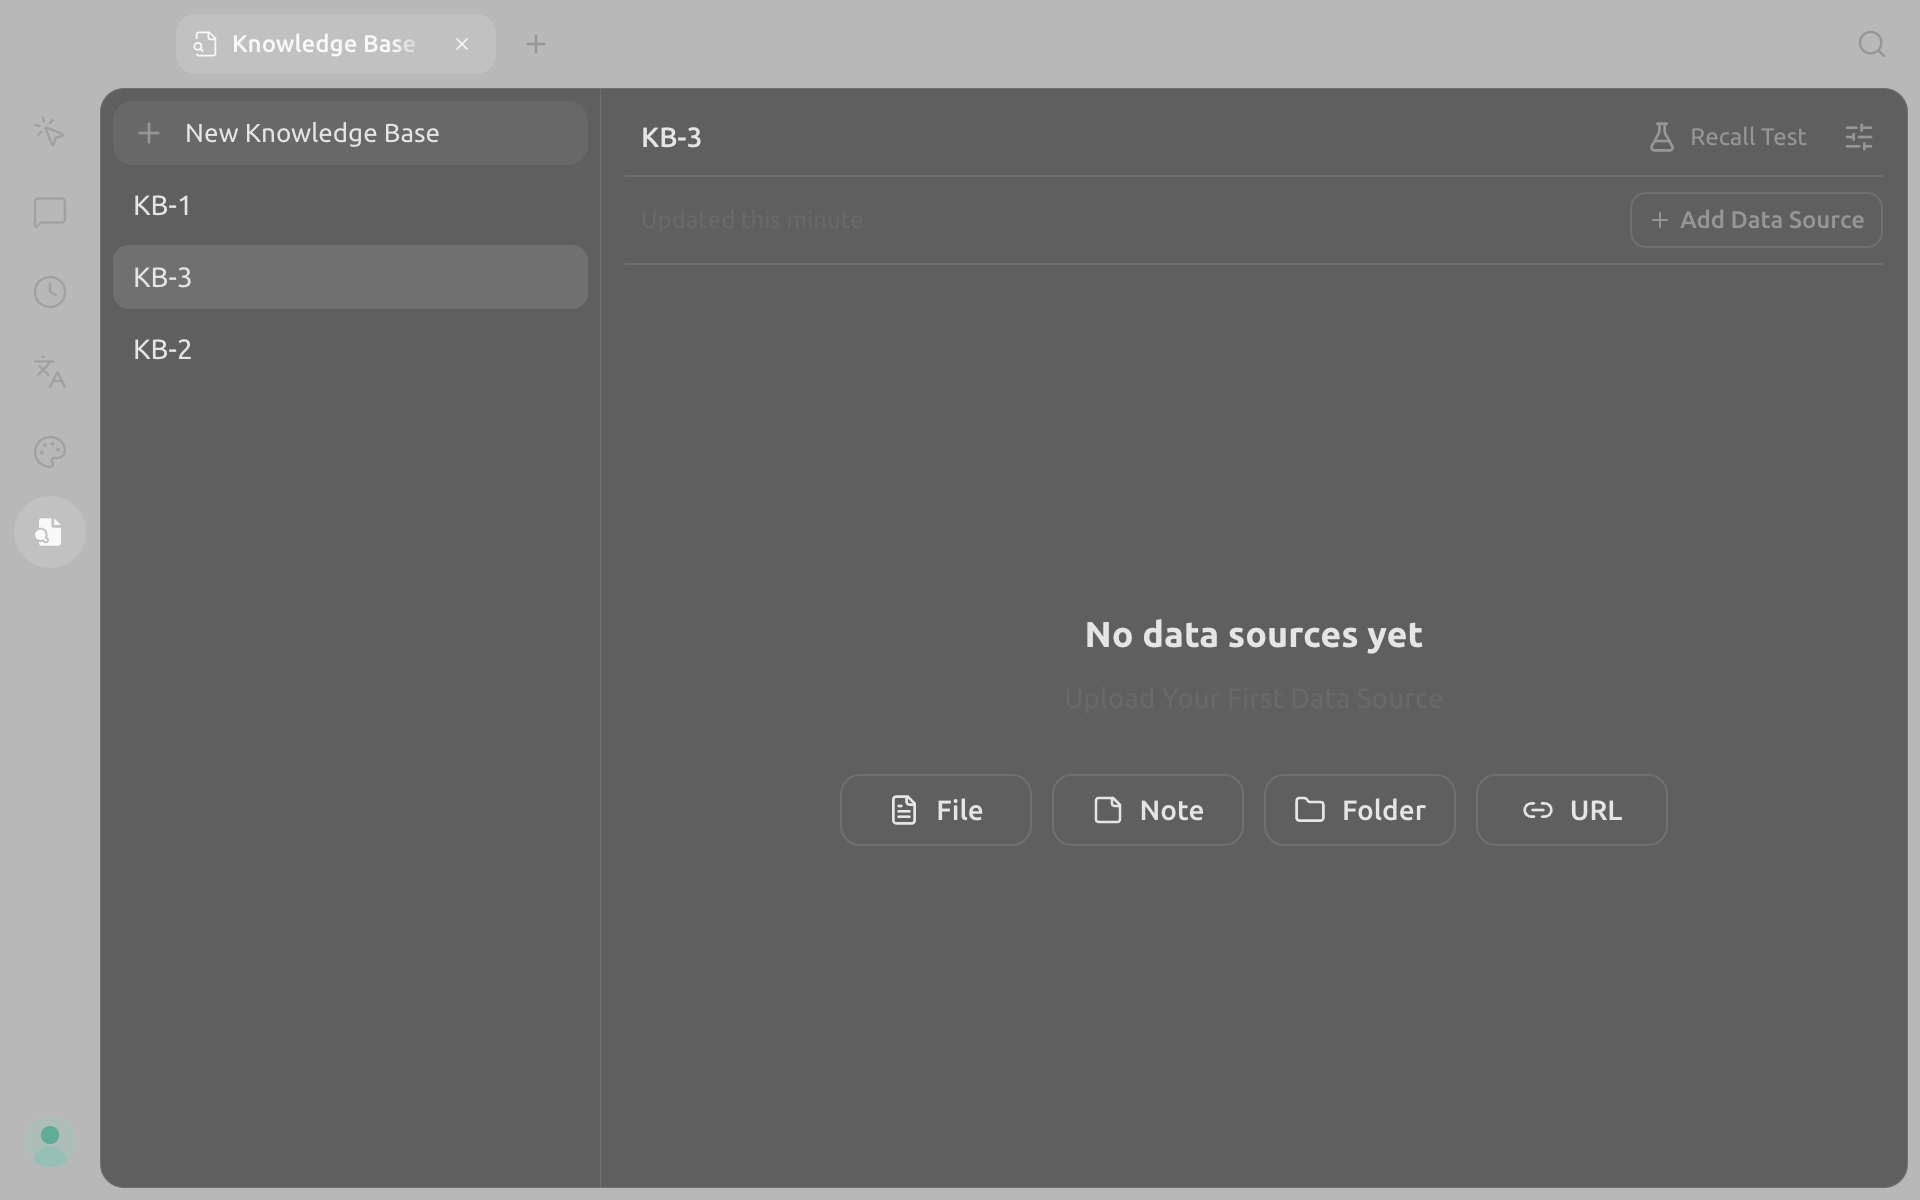 Knowledge Base
New Knowledge Base
KB-1
KB-3
KB-2
KB-3
Recall Test
Updated this minute
Add Data Source
No data sources yet
Upload Your First Data Source
File
Note
Folder
URL